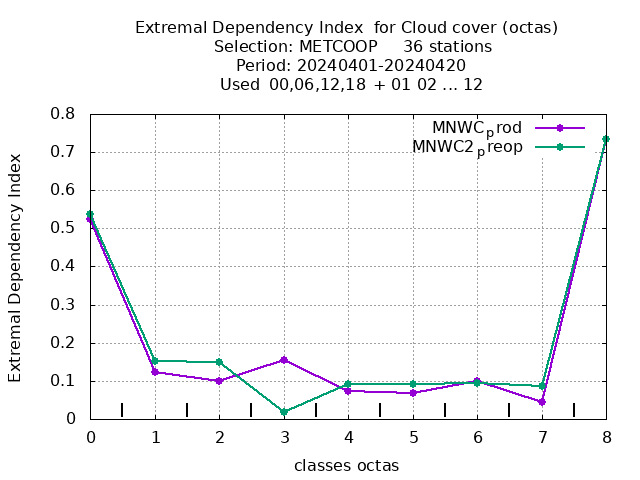 Extremal Dependency Index  for Cloud cover (octas)
Selection: METCOOP     36 stations
Period: 20240401-20240420
Used  00,06,12,18  + 01 02 ... 12
MNWC_prod
MNWC2_preop
Extremal Dependency Index
0.8
0.7
0.6
0.5
0.4
0.3
0.2
0.1
0
0 1 2 3 4 5 6 7 8
classes octas